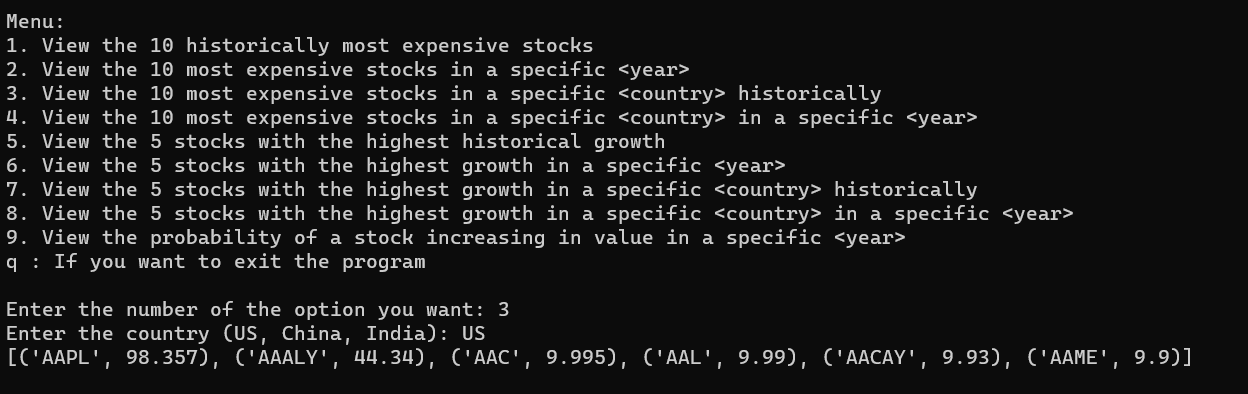 Menu:
1. View the 10 historically most expensive stocks
2. View the 10 most expensive stocks in a specific <year>
3. View the 10 most expensive stocks in a specific <country> historically
4. View the 10 most expensive stocks in a specific <country> in a specific <year>
5. View the 5 stocks with the highest historical growth
6. View the 5 stocks with the highest growth in a specific <year>
7. View the 5 stocks with the highest growth in a specific <country> historically
8. View the 5 stocks with the highest growth in a specific <country> in a specific <year>
9. View the probability of a stock increasing in value in a specific <year>
q : If you want to exit the program
Enter the number of the option you want: 3
Enter the country (US, China, India): US
[('AAPL', 98.357), ('AAALY', 44.34), ('AAC', 9.995), ('AAL', 9.99), ('AACAY', 9.93), ('AAME', 9.9)]